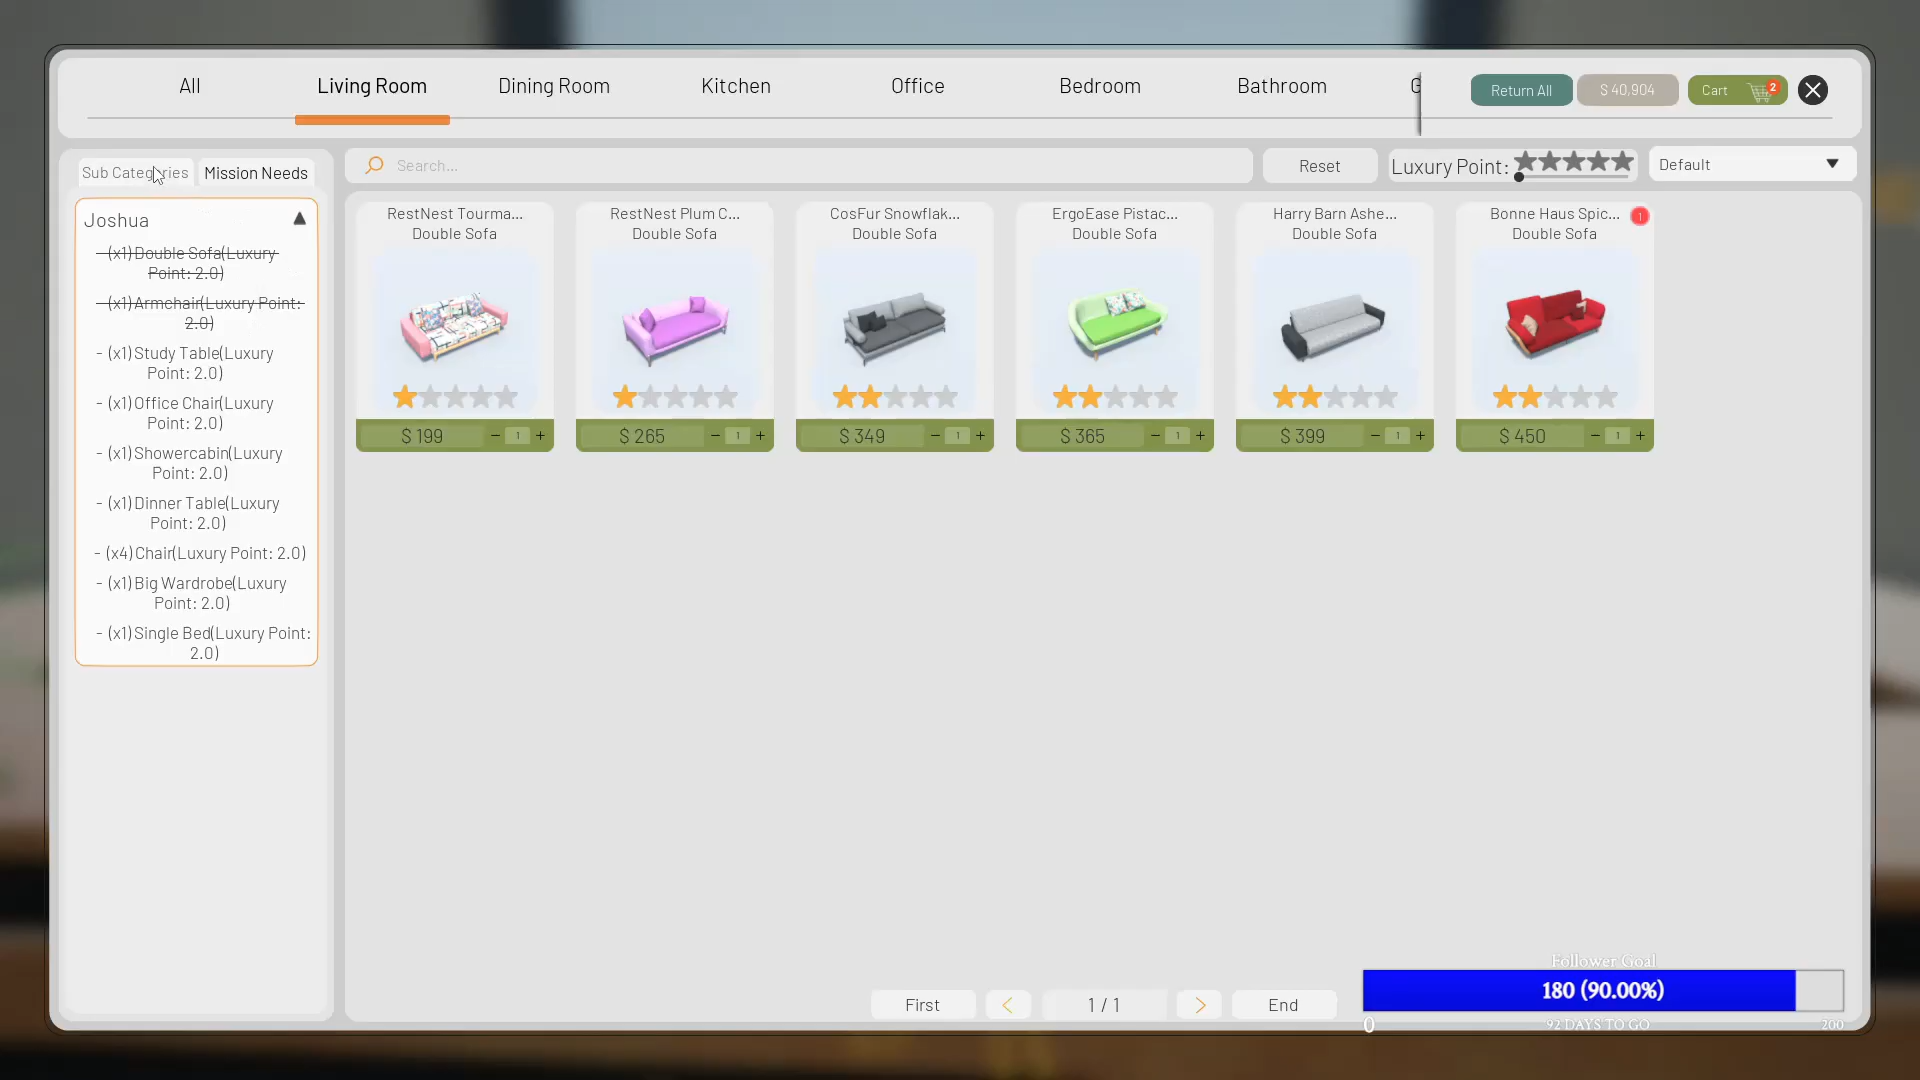 All
Living Room
Dining Room
Kitchen
Office
Bedroom
Bathroom
Return All
$ 40,904
Cart
2
Sub Categories
Mission Needs
Search...
Reset
Luxury Point:
Default
Joshua
- (x1) Double Sofa(Luxury
Point: 2.0)
- (x1) Armchair(Luxury Point:
2.0)
- (x1) Study Table(Luxury
Point: 2.0)
- (x1) Office Chair(Luxury
Point: 2.0)
- (x1) Showercabin(Luxury
Point: 2.0)
- (x1) Dinner Table(Luxury
Point: 2.0)
- (x4) Chair(Luxury Point: 2.0)
- (x1) Big Wardrobe(Luxury
Point: 2.0)
- (x1) Single Bed(Luxury Point:
2.0)
RestNest Tourma...
Double Sofa
$ 199
- 1 +
RestNest Plum C...
Double Sofa
$ 265
- 1 +
CosFur Snowflak...
Double Sofa
$ 349
- 1 +
ErgoEase Pistac...
Double Sofa
$ 365
- 1 +
Harry Barn Ashe...
Double Sofa
$ 399
- 1 +
Bonne Haus Spic...
1
Double Sofa
$ 450
- 1 +
First
<
1 / 1
>
End
Follower Goal
180 (90.00%)
0
92 DAYS TO GO
200